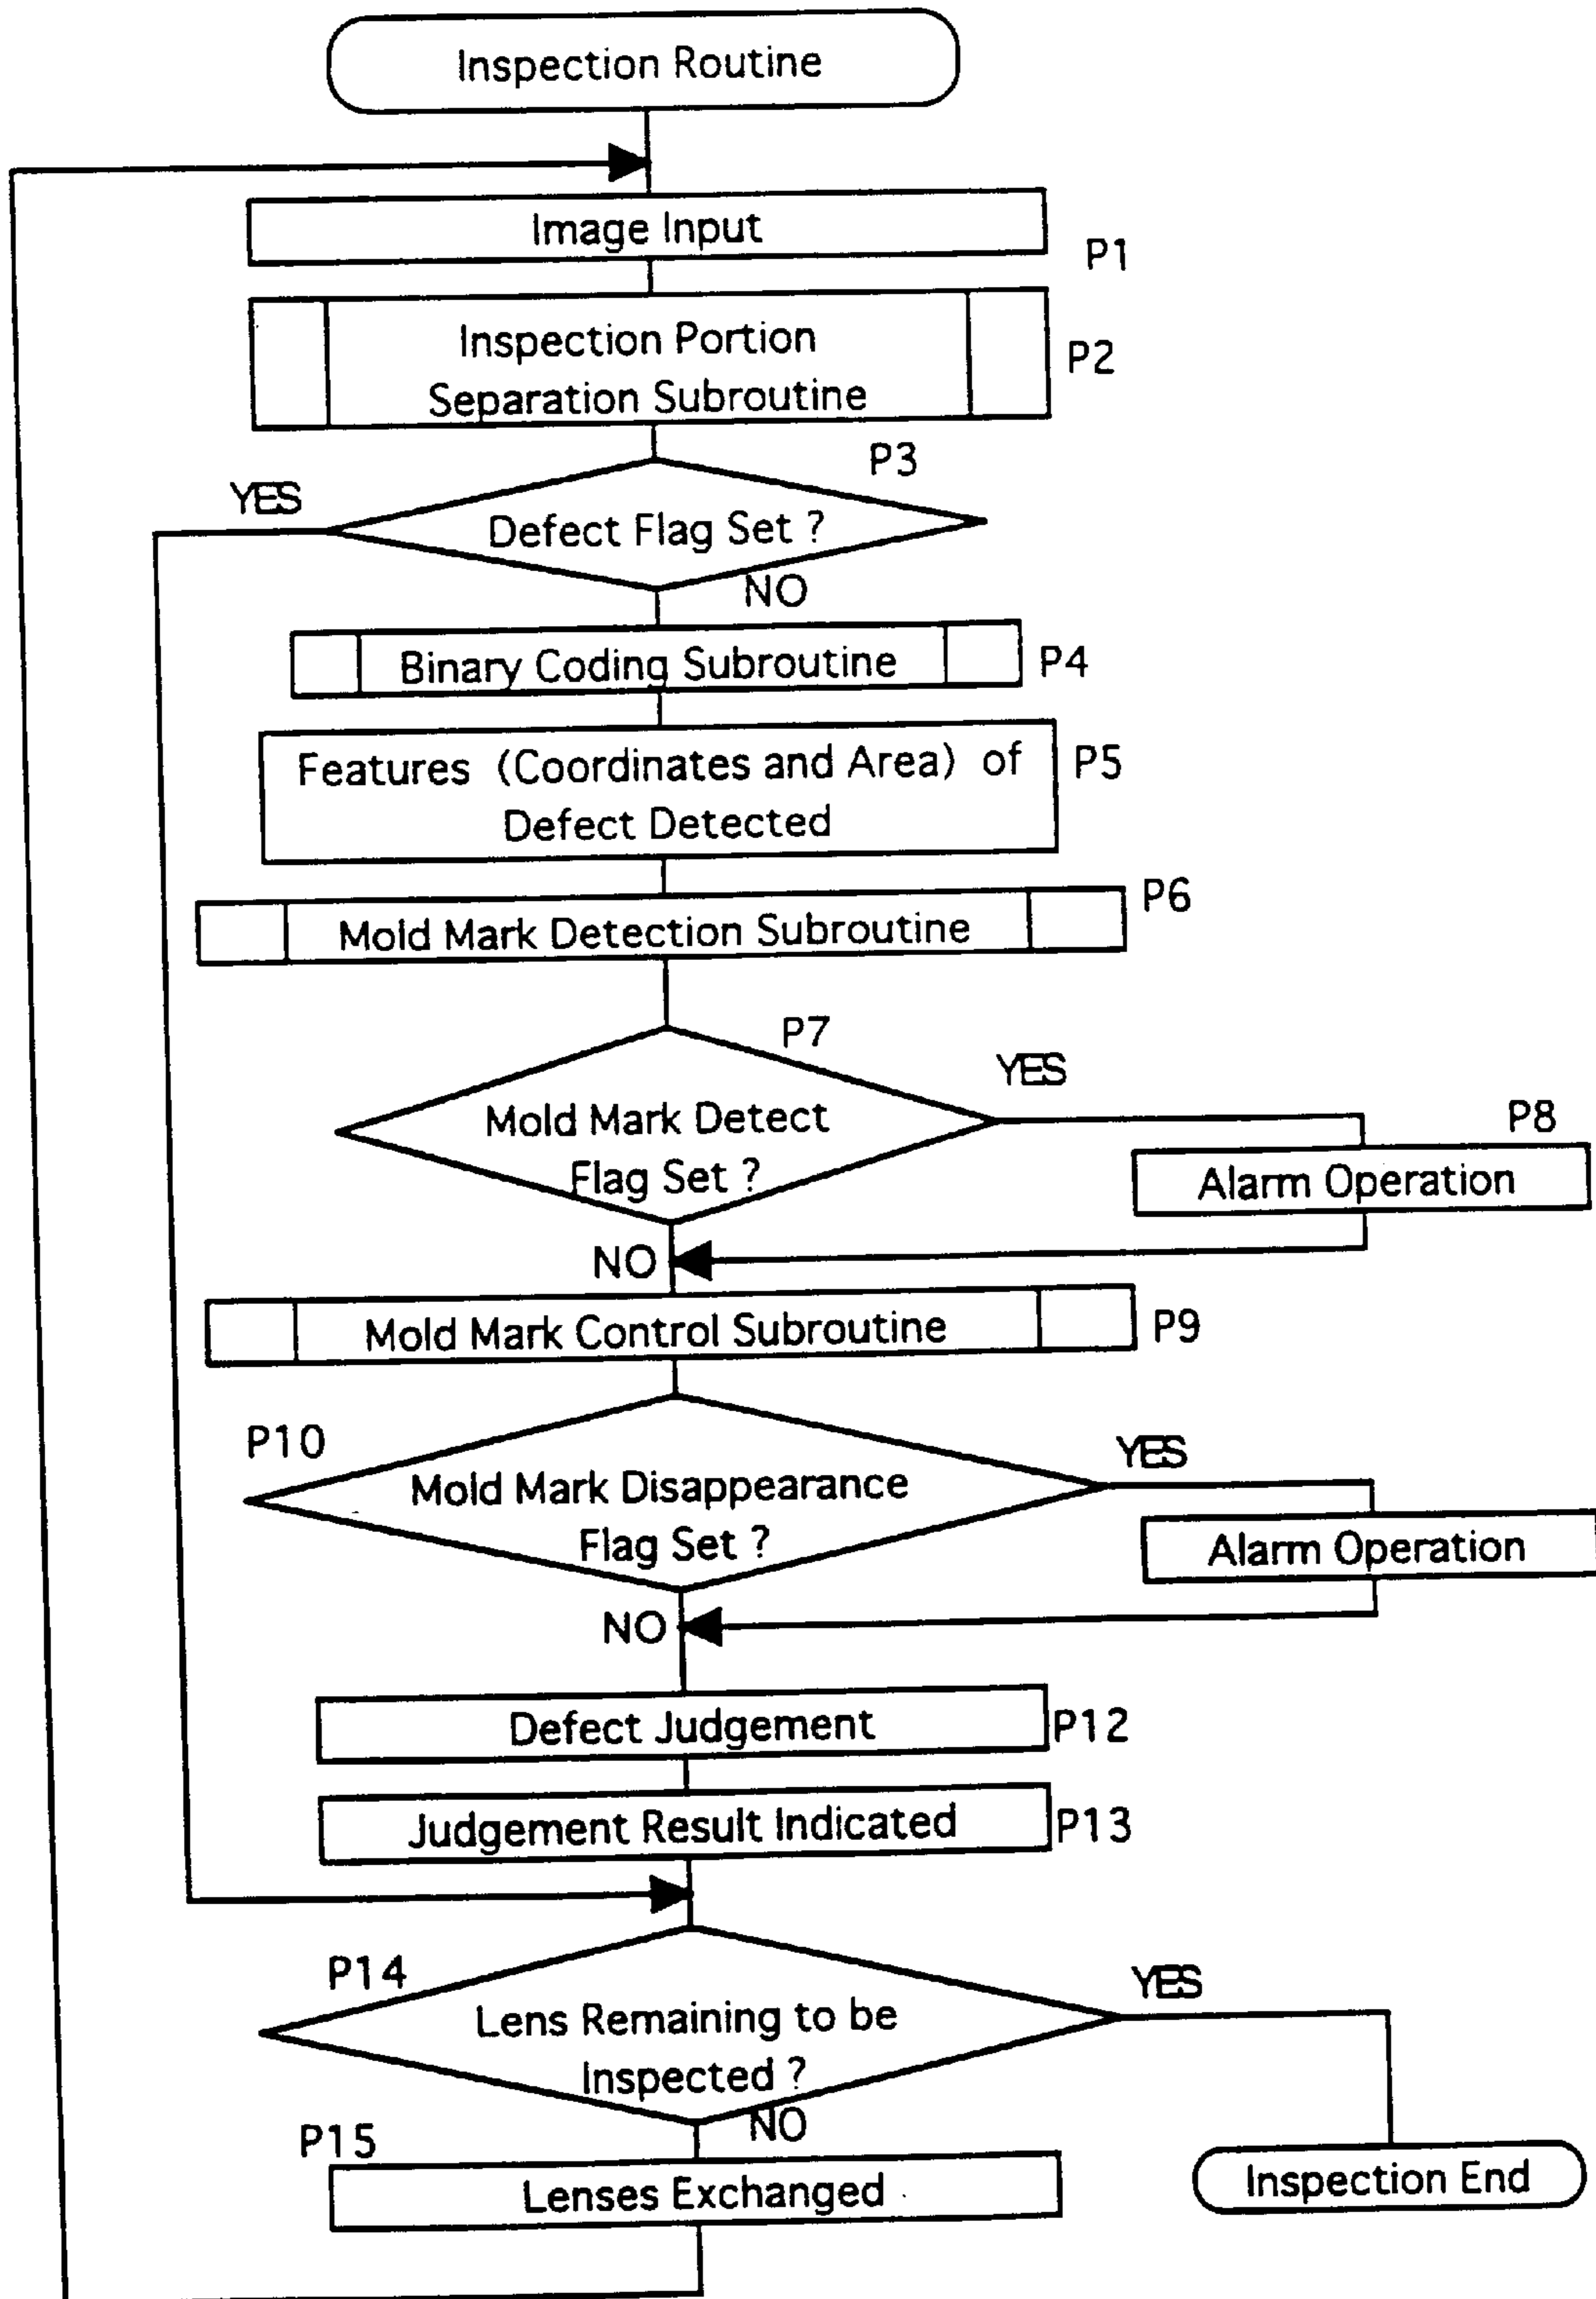 Inspection Routine
Image Input
P1
Inspection Portion
Separation Subroutine
P2
P3
YES
Defect Flag Set ?
NO
Binary Coding Subroutine
P4
Features (Coordinates and Area) of
Defect Detected
P5
P6
Mold Mark Detection Subroutine
P7
YES
Mold Mark Detect
Flag Set ?
P8
Alarm Operation
NO
Mold Mark Control Subroutine
P9
P10
YES
Mold Mark Disappearance
Flag Set ?
Alarm Operation
NO
Defect Judgement
P12
Judgement Result Indicated
P13
P14
YES
Lens Remaining to be
Inspected ?
NO
P15
Lenses Exchanged
Inspection End